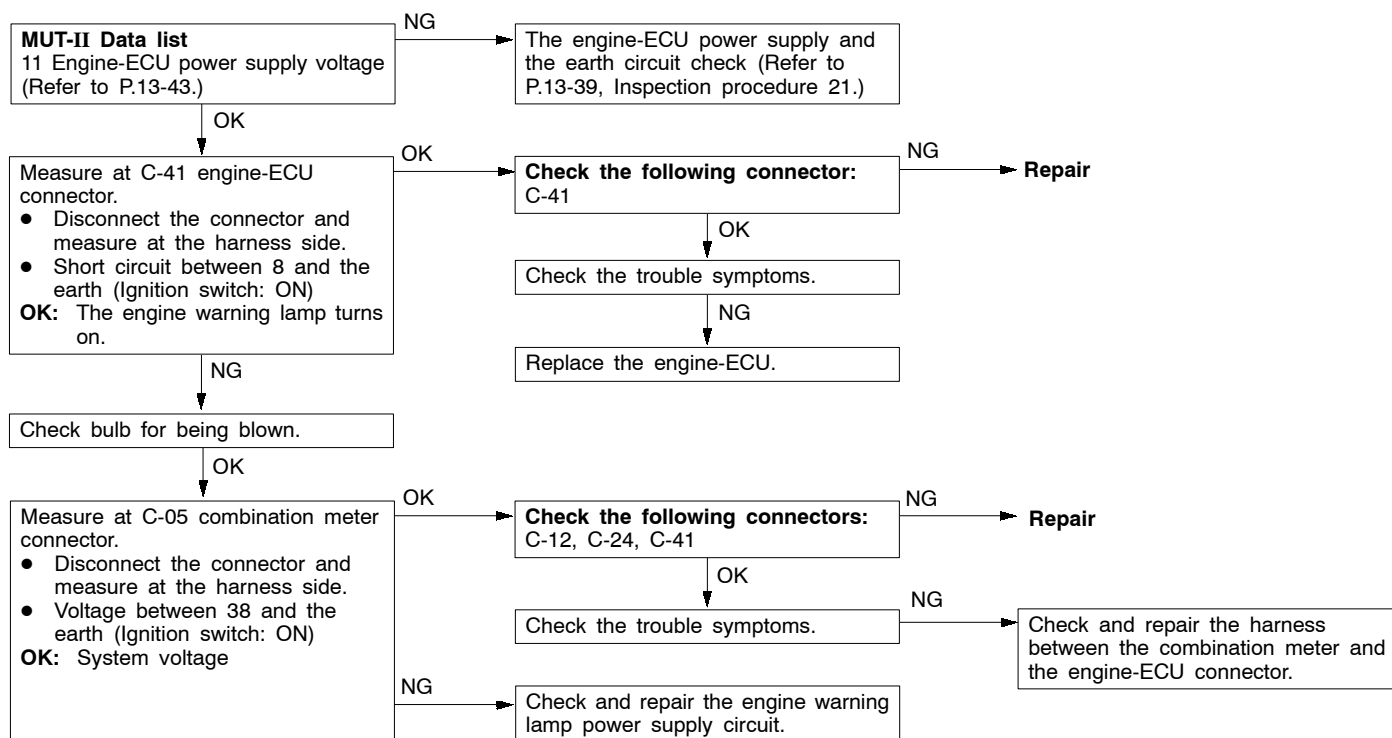 MUT-II Data list
11 Engine-ECU power supply voltage
(Refer to P.13-43.)
NG
The engine-ECU power supply and
the earth circuit check (Refer to
P.13-39, Inspection procedure 21.)
OK
Measure at C-41 engine-ECU
connector.
● Disconnect the connector and
measure at the harness side.
● Short circuit between 8 and the
earth (Ignition switch: ON)
OK: The engine warning lamp turns
on.
OK
Check the following connector:
C-41
NG
Repair
OK
Check the trouble symptoms.
NG
Replace the engine-ECU.
NG
Check bulb for being blown.
OK
Measure at C-05 combination meter
connector.
● Disconnect the connector and
measure at the harness side.
● Voltage between 38 and the
earth (Ignition switch: ON)
OK: System voltage
OK
Check the following connectors:
C-12, C-24, C-41
NG
Repair
OK
Check the trouble symptoms.
NG
Check and repair the harness
between the combination meter and
the engine-ECU connector.
NG
Check and repair the engine warning
lamp power supply circuit.